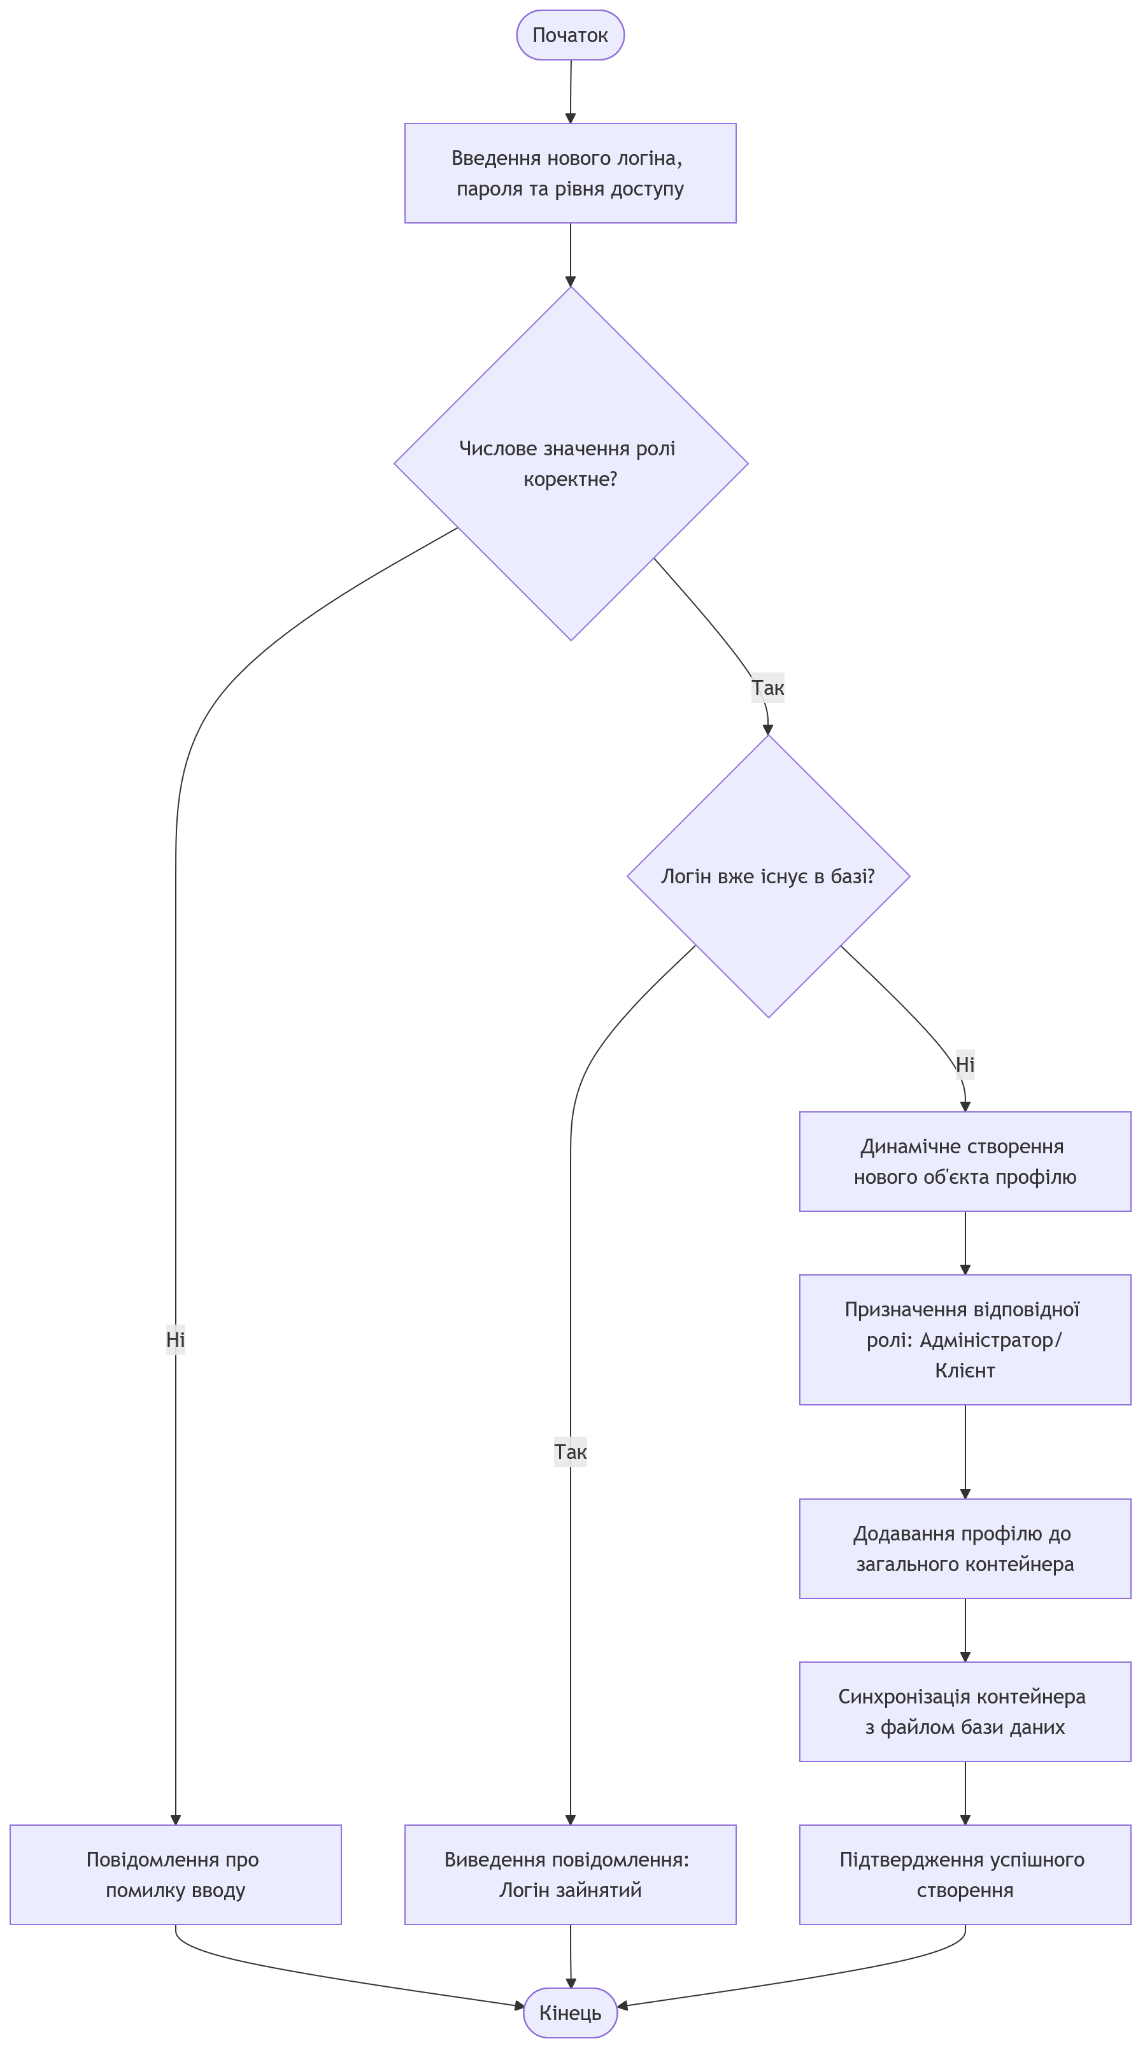 Початок
Введення нового логіна,
пароля та рівня доступу
Числове значення ролі
коректне?
Так
Логін вже існує в базі?
Ні
Динамічне створення
нового об'єкта профілю
Призначення відповідної
ролі: Адміністратор/
Клієнт
Ні
Так
Додавання профілю до
загального контейнера
Синхронізація контейнера
з файлом бази даних
Повідомлення про
помилку вводу
Виведення повідомлення:
Логін зайнятий
Підтвердження успішного
створення
Кінець